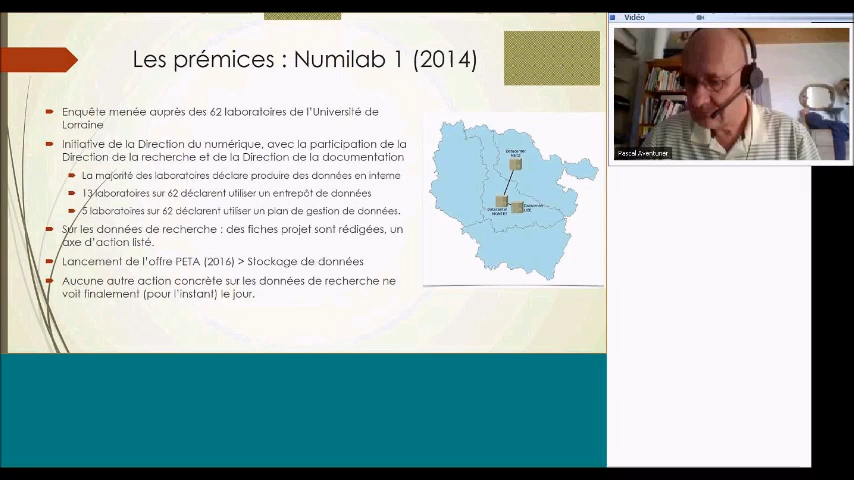 Les prémices : Numilab 1 (2014)
Enquête menée auprès des 62 laboratoires de l'Université de
Lorraine
Initiative de la Direction du numérique, avec la participation de la
Direction de la recherche et de la Direction de la documentation
La majorité des laboratoires déclare produire des données en interne
13 laboratoires sur 62 déclarent utiliser un entrepôt de données
5 laboratoires sur 62 déclarent utiliser un plan de gestion de données.
Sur les données de recherche : des fiches projet sont rédigées, un
axe d'action listé.
Lancement de l'offre PETA (2016) > Stockage de données
Aucune autre action concrète sur les données de recherche ne
voit finalement (pour l'instant) le jour.
Datacenter
METZ
Datacenter
MONTET
Datacenter
Vidéo
Pascal Aventurier